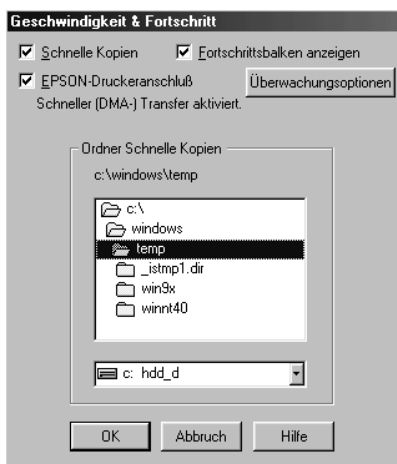 Geschwindigkeit & Fortschritt
Schnelle Kopien Fortschrittsbalken anzeigen
EPSON-Druckeranschluß Überwachungsoptionen
Schneller (DMA-) Transfer aktiviert.
Ordner Schnelle Kopien
c:\windows\temp
c:\
windows
temp
_istmp1.dir
win9x
winnt40
c: hdd_d
OK Abbruch Hilfe